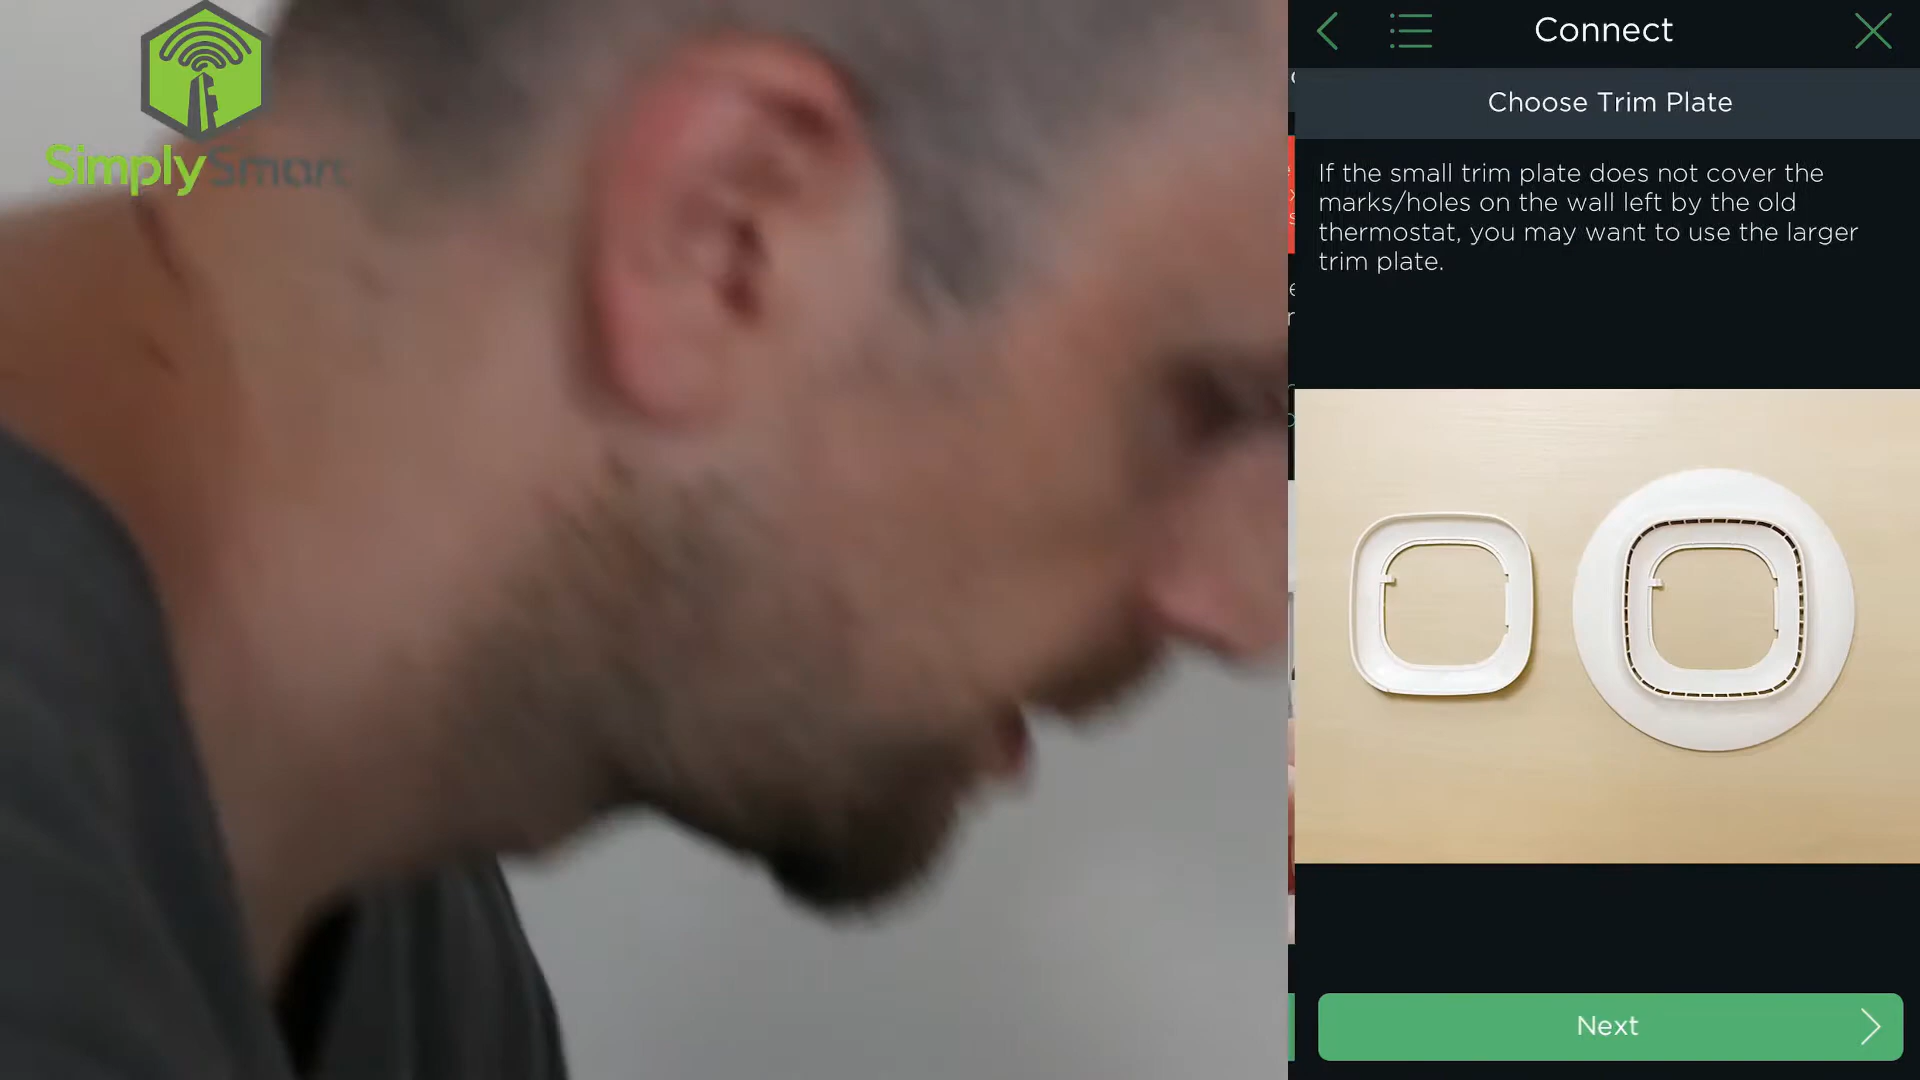 SimplySmart
Connect
Choose Trim Plate
If the small trim plate does not cover the
marks/holes on the wall left by the old
thermostat, you may want to use the larger
trim plate.
Next